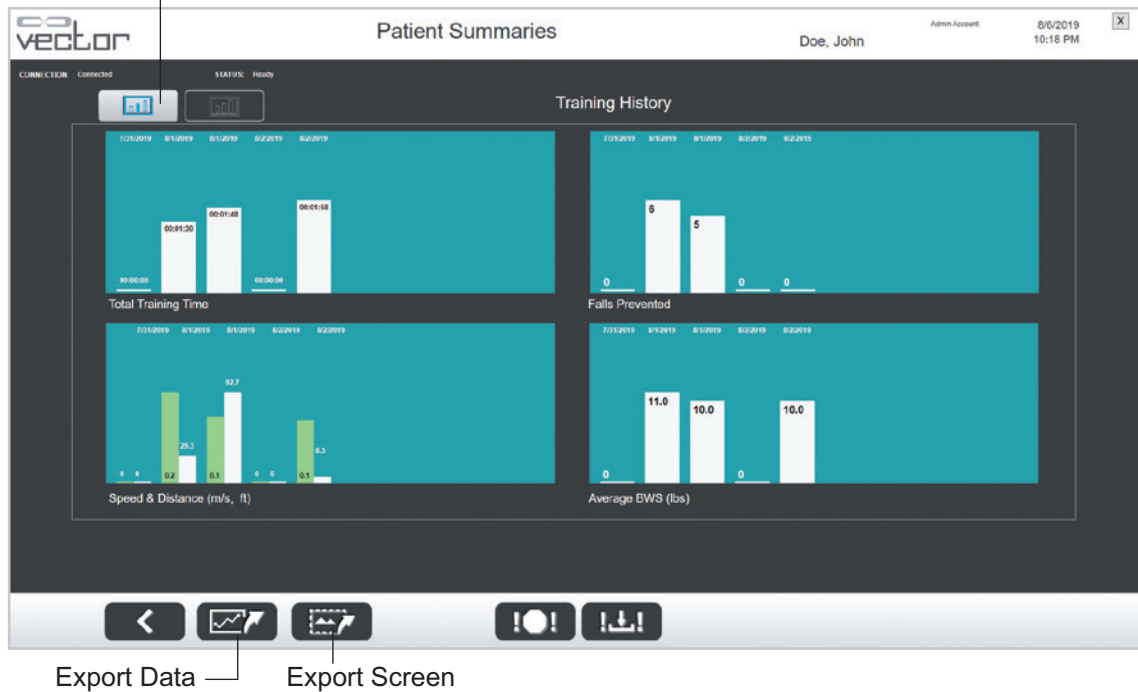 vector
Patient Summaries
Doe, John
Admin Account
8/6/2019
10:18 PM
X
CONNECTION Connected
STATUS: Ready
Training History
7/31/2019 8/1/2019 8/1/2019 8/2/2019 8/2/2019
00:00:00 00:01:30 00:01:48 00:00:00 00:01:58
Total Training Time
7/31/2019 8/1/2019 8/1/2019 8/2/2019 8/2/2019
0 6 5 0 0
Falls Prevented
7/31/2019 8/1/2019 8/1/2019 8/2/2019 8/2/2019
0 0 0.2 29.3 0.1 92.7 0 0 0.1 8.3
Speed & Distance (m/s, ft)
7/31/2019 8/1/2019 8/1/2019 8/2/2019 8/2/2019
0 11.0 10.0 0 10.0
Average BWS (lbs)
! !
! !
Export Data
Export Screen